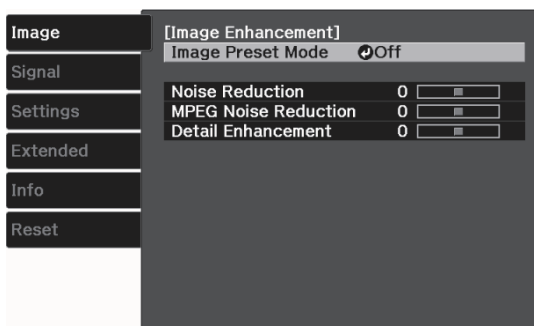 Image
Signal
Settings
Extended
Info
Reset
[Image Enhancement]
Image Preset Mode Off
Noise Reduction 0
MPEG Noise Reduction 0
Detail Enhancement 0